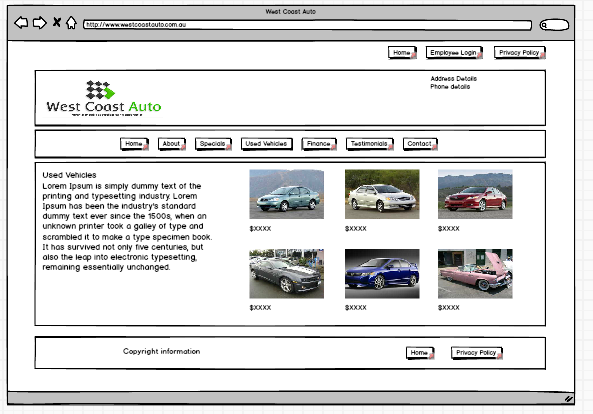 West Coast Auto
http://www.westcoastauto.com.au
Home Employee Login Privacy Policy
Address Details
Phone details
West Coast Auto
Home About Specials Used Vehicles Finance Testimonials Contact
Used Vehicles
Lorem Ipsum is simply dummy text of the
printing and typesetting industry. Lorem
Ipsum has been the industry's standard
dummy text ever since the 1500s, when an
unknown printer took a galley of type and
scrambled it to make a type specimen book.
It has survived not only five centuries, but
also the leap into electronic typesetting,
remaining essentially unchanged.
$XXXX $XXXX $XXXX
$XXXX $XXXX $XXXX
Copyright information Home Privacy Policy